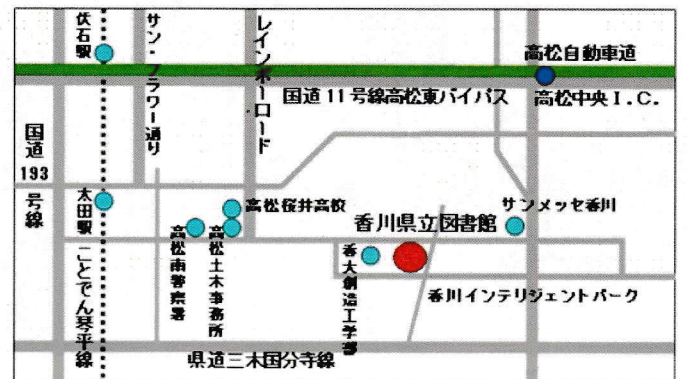 伏石駅
サン・フラワー通り
レインボーロード
高松自動車道
国道11号線高松東バイパス
高松中央I.C.
国道193号線
太田駅
ことでん琴平線
高松桜井高校
高松南警察署
高松土木事務所
サンメッセ香川
香川県立図書館
香大創造工学部
香川インテリジェントパーク
県道三木国分寺線